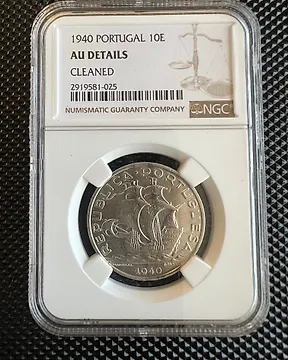 1940 PORTUGAL 10E
AU DETAILS
CLEANED
2919581-025
NUMISMATIC GUARANTY COMPANY
NGC
REPUBLICA · PORTUGUESA
1940